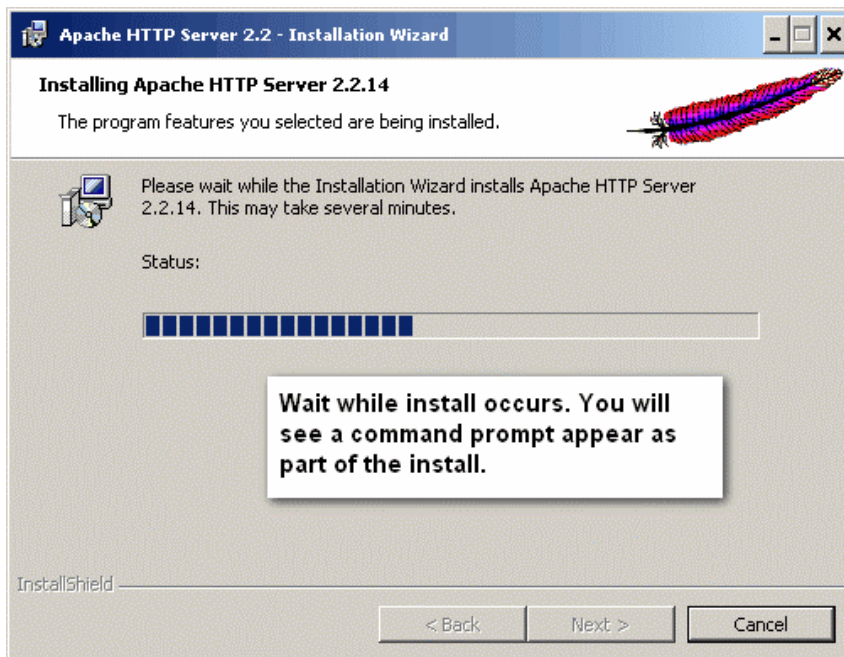 Apache HTTP Server 2.2 - Installation Wizard
Installing Apache HTTP Server 2.2.14
The program features you selected are being installed.
Please wait while the Installation Wizard installs Apache HTTP Server
2.2.14. This may take several minutes.
Status:
Wait while install occurs. You will
see a command prompt appear as
part of the install.
InstallShield
< Back Next > Cancel